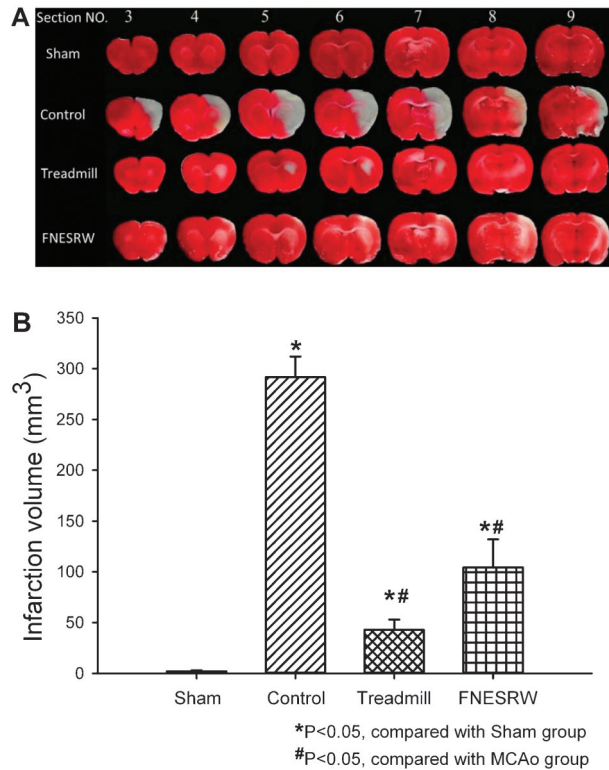 A
Section NO. 3 4 5 6 7 8 9
Sham
Control
Treadmill
FNESRW
B
350
300
250
200
150
100
50
0
Infarction volume (mm3)
*
*#
*#
Sham Control Treadmill FNESRW
*P<0.05, compared with Sham group
#P<0.05, compared with MCAo group